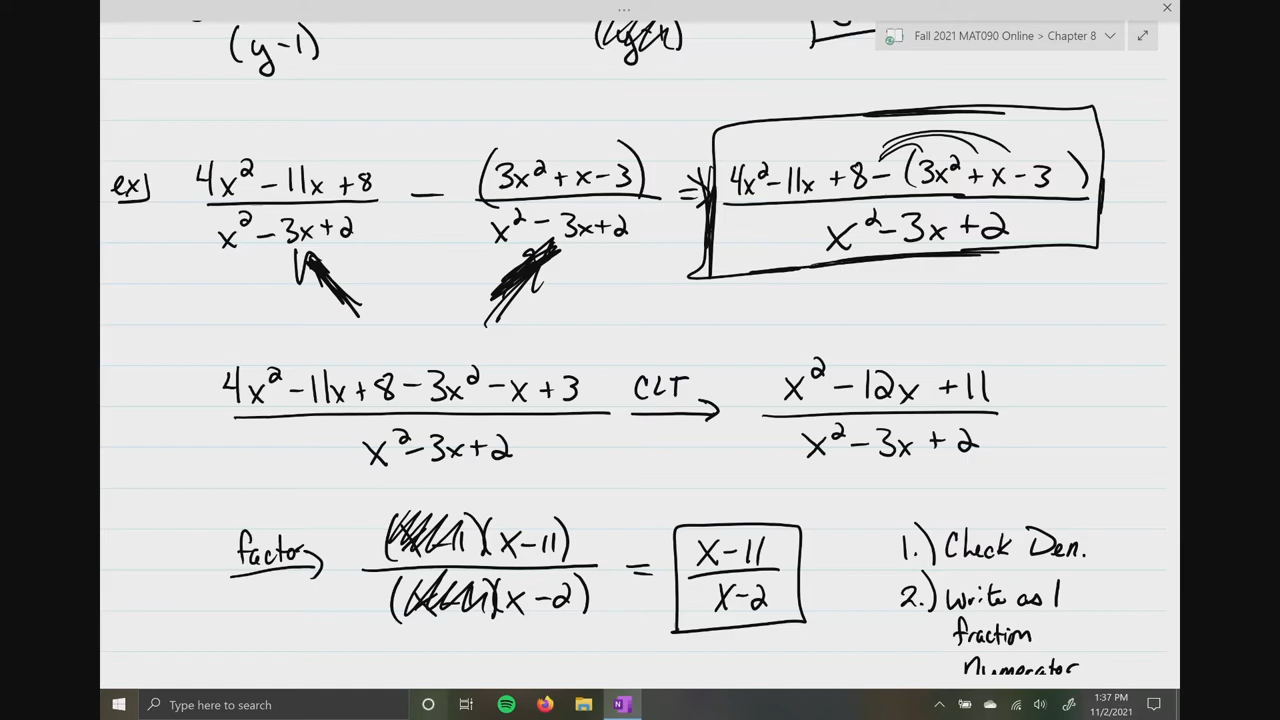 (y-1)
Fall 2021 MAT090 Online > Chapter 8
ex) (4x² - 11x + 8)/(x² - 3x + 2) - (3x² + x - 3)/(x² - 3x + 2) ⇒ (4x² - 11x + 8 - (3x² + x - 3))/(x² - 3x + 2)
(4x² - 11x + 8 - 3x² - x + 3)/(x² - 3x + 2) CLT → (x² - 12x + 11)/(x² - 3x + 2)
factor → (x-11)/(x-2) = (x-11)/(x-2)
1.) Check Den.
2.) Write as 1
fraction
Numerator
Type here to search
1:37 PM
11/2/2021